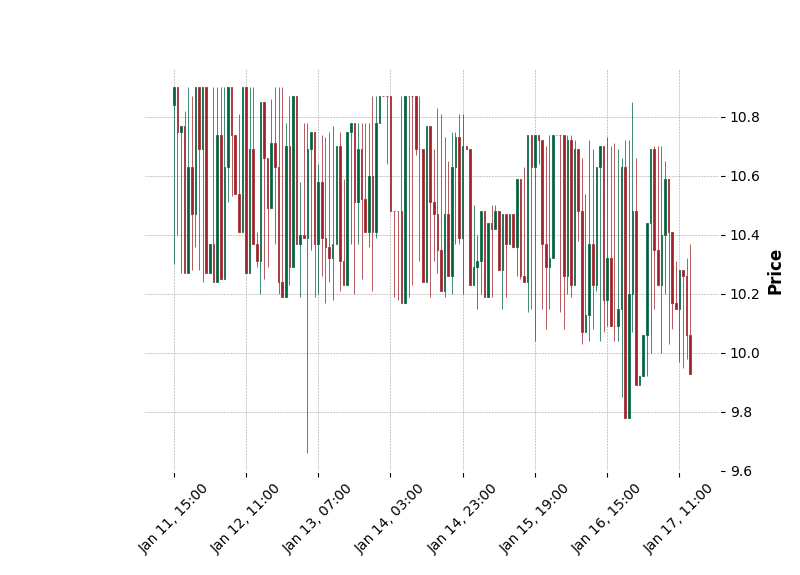 10.8
10.6
10.4
10.2
10.0
9.8
9.6
Price
Jan 11, 15:00
Jan 12, 11:00
Jan 13, 07:00
Jan 14, 03:00
Jan 14, 23:00
Jan 15, 19:00
Jan 16, 15:00
Jan 17, 11:00